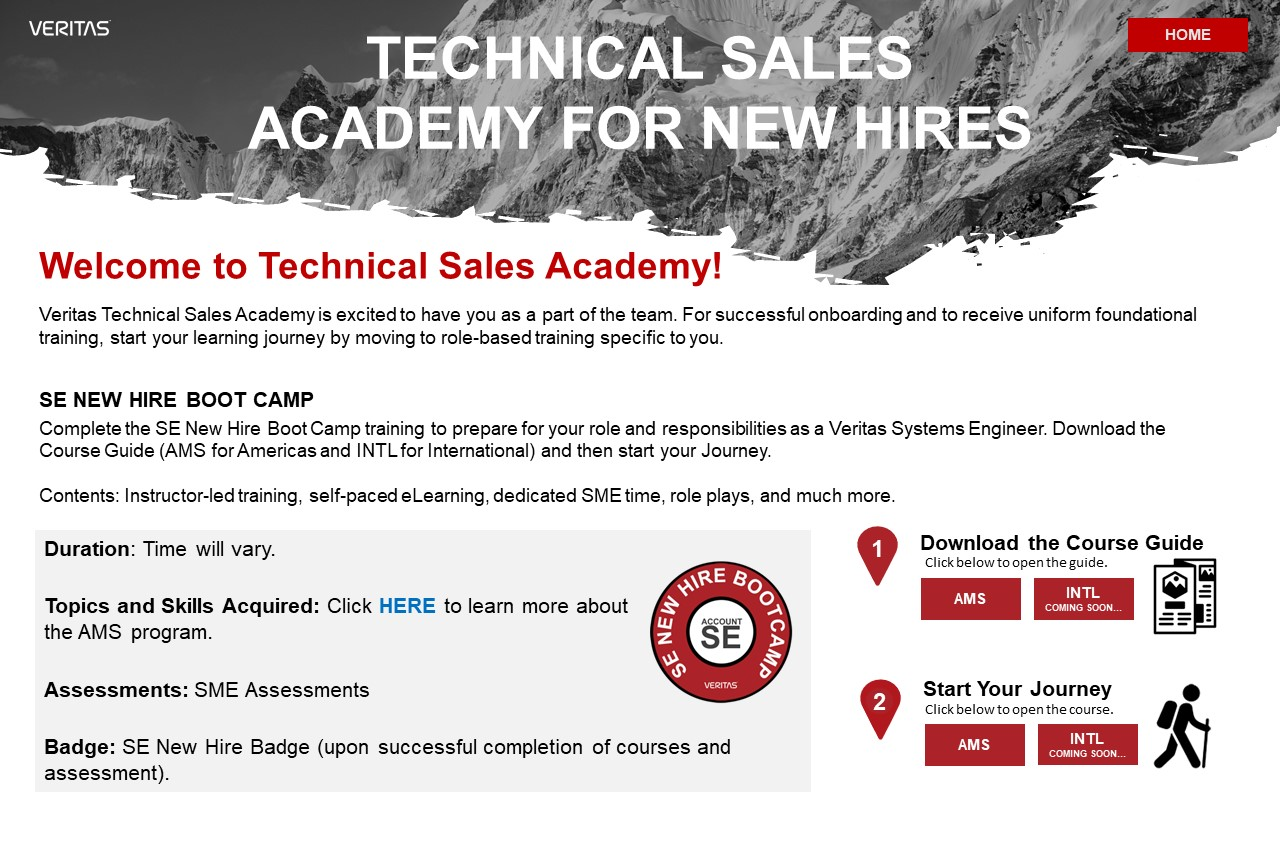 VERITAS
HOME
TECHNICAL SALES
ACADEMY FOR NEW HIRES
Welcome to Technical Sales Academy!
Veritas Technical Sales Academy is excited to have you as a part of the team. For successful onboarding and to receive uniform foundational
training, start your learning journey by moving to role-based training specific to you.
SE NEW HIRE BOOT CAMP
Complete the SE New Hire Boot Camp training to prepare for your role and responsibilities as a Veritas Systems Engineer. Download the
Course Guide (AMS for Americas and INTL for International) and then start your Journey.
Contents: Instructor-led training, self-paced eLearning, dedicated SME time, role plays, and much more.
Duration: Time will vary.
Topics and Skills Acquired: Click HERE to learn more about
the AMS program.
Assessments: SME Assessments
Badge: SE New Hire Badge (upon successful completion of courses and
assessment).
SE NEW HIRE BOOTCAMP
ACCOUNT
SE
VERITAS
1
Download the Course Guide
Click below to open the guide.
AMS
INTL
COMING SOON...
2
Start Your Journey
Click below to open the course.
AMS
INTL
COMING SOON...